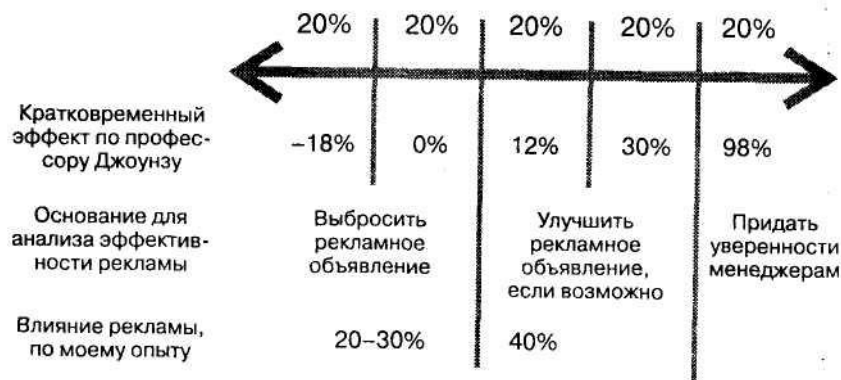 20% 20% 20% 20% 20%
Кратковременный
эффект по профес-
сору Джоунзу
–18% 0% 12% 30% 98%
Основание для
анализа эффектив-
ности рекламы
Выбросить
рекламное
объявление
Улучшить
рекламное
объявление,
если возможно
Придать
уверенности
менеджерам
Влияние рекламы,
по моему опыту
20–30% 40%